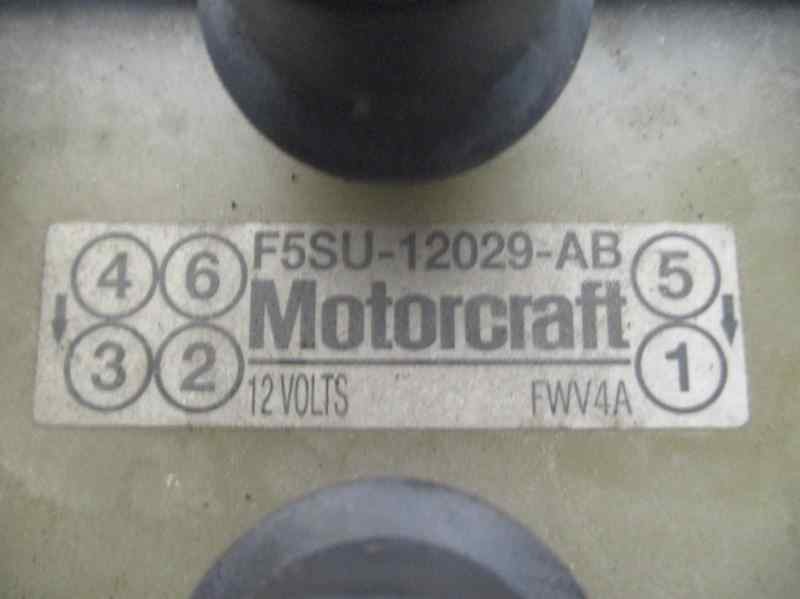 4 6 F5SU-12029-AB 5
Motorcraft
3 2 12 VOLTS FWV4A 1